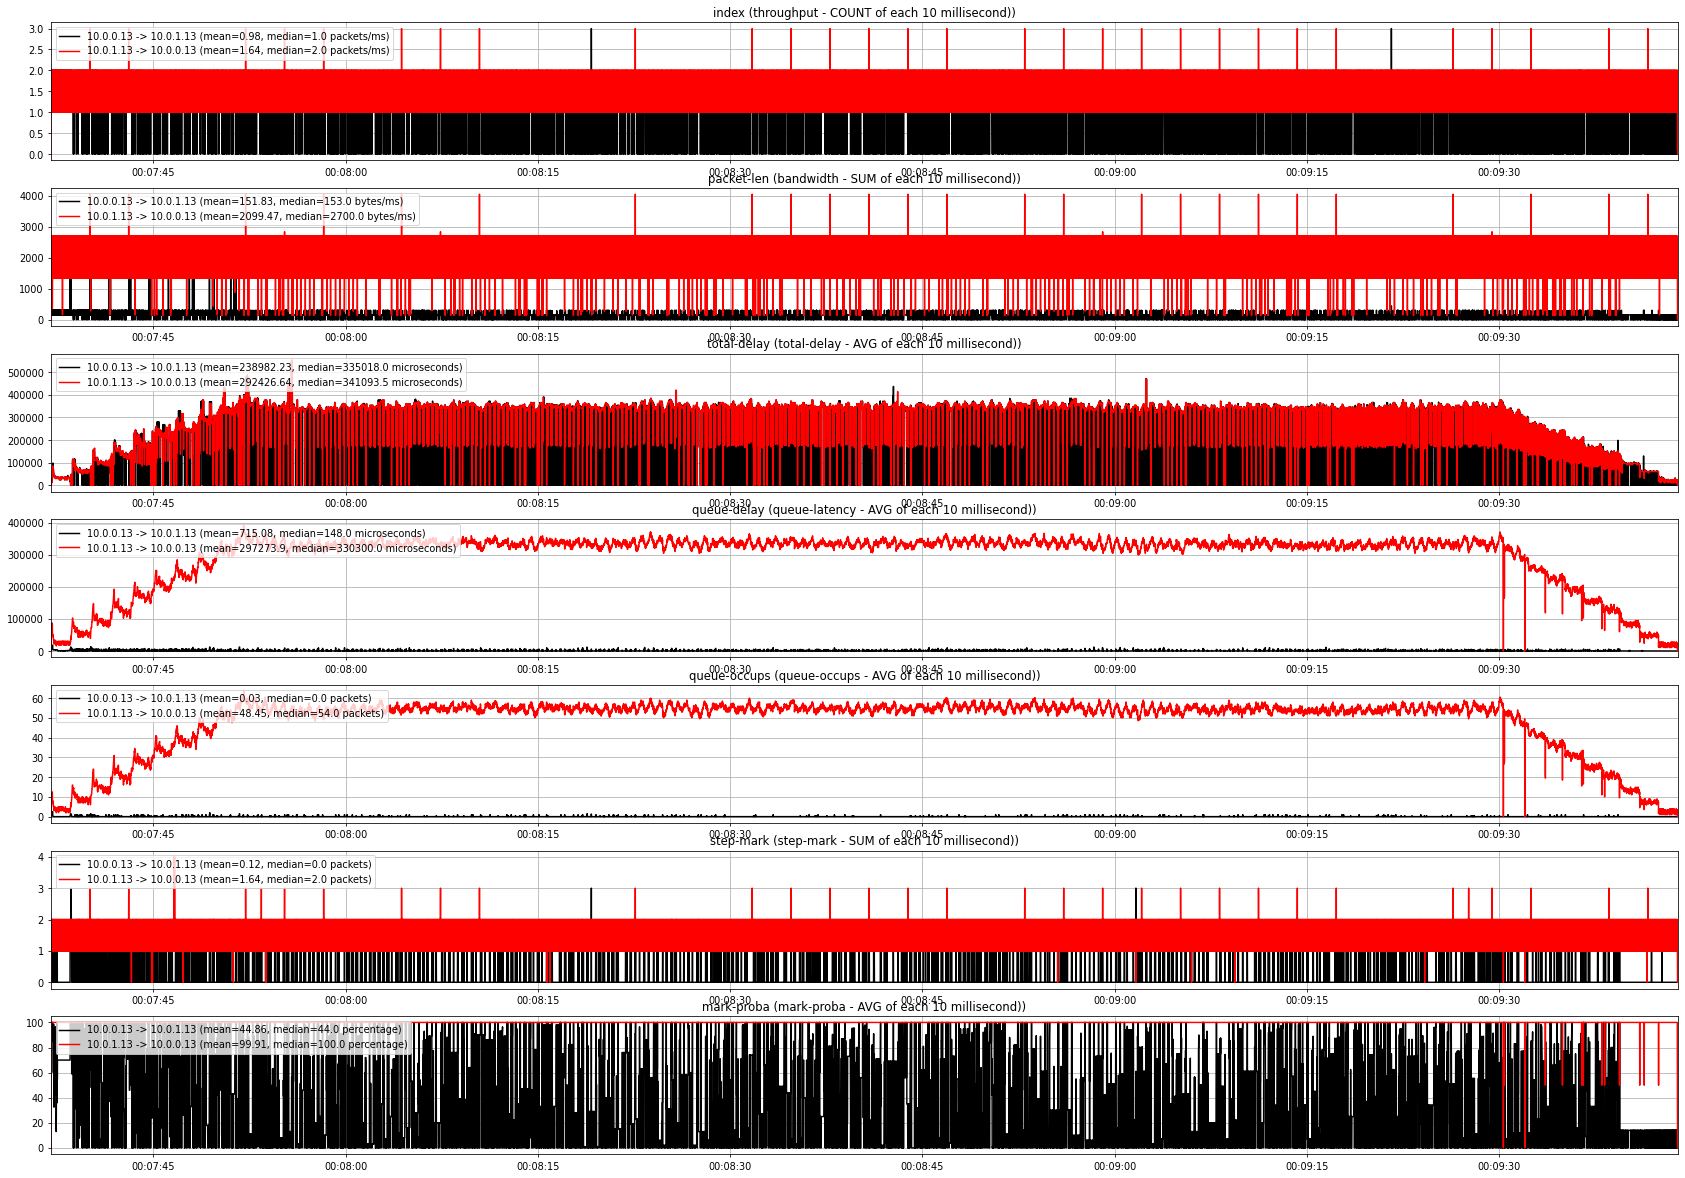 index (throughput - COUNT of each 10 millisecond))
3.0
2.5
2.0
1.5
1.0
0.5
0.0
10.0.0.13 -> 10.0.1.13 (mean=0.98, median=1.0 packets/ms)
10.0.1.13 -> 10.0.0.13 (mean=1.64, median=2.0 packets/ms)
00:07:45 00:08:00 00:08:15 00:08:30 00:08:45 00:09:00 00:09:15 00:09:30
packet-len (bandwidth - SUM of each 10 millisecond))
4000
3000
2000
1000
0
10.0.0.13 -> 10.0.1.13 (mean=151.83, median=153.0 bytes/ms)
10.0.1.13 -> 10.0.0.13 (mean=2099.47, median=2700.0 bytes/ms)
00:07:45 00:08:00 00:08:15 00:08:30 00:08:45 00:09:00 00:09:15 00:09:30
total-delay (total-delay - AVG of each 10 millisecond))
500000
400000
300000
200000
100000
0
10.0.0.13 -> 10.0.1.13 (mean=238982.23, median=335018.0 microseconds)
10.0.1.13 -> 10.0.0.13 (mean=292426.64, median=341093.5 microseconds)
00:07:45 00:08:00 00:08:15 00:08:30 00:08:45 00:09:00 00:09:15 00:09:30
queue-delay (queue-latency - AVG of each 10 millisecond))
400000
300000
200000
100000
0
10.0.0.13 -> 10.0.1.13 (mean=715.08, median=148.0 microseconds)
10.0.1.13 -> 10.0.0.13 (mean=297273.9, median=330300.0 microseconds)
00:07:45 00:08:00 00:08:15 00:08:30 00:08:45 00:09:00 00:09:15 00:09:30
queue-occups (queue-occups - AVG of each 10 millisecond))
60
50
40
30
20
10
0
10.0.0.13 -> 10.0.1.13 (mean=0.03, median=0.0 packets)
10.0.1.13 -> 10.0.0.13 (mean=48.45, median=54.0 packets)
00:07:45 00:08:00 00:08:15 00:08:30 00:08:45 00:09:00 00:09:15 00:09:30
step-mark (step-mark - SUM of each 10 millisecond))
4
3
2
1
0
10.0.0.13 -> 10.0.1.13 (mean=0.12, median=0.0 packets)
10.0.1.13 -> 10.0.0.13 (mean=1.64, median=2.0 packets)
00:07:45 00:08:00 00:08:15 00:08:30 00:08:45 00:09:00 00:09:15 00:09:30
mark-proba (mark-proba - AVG of each 10 millisecond))
100
80
60
40
20
0
10.0.0.13 -> 10.0.1.13 (mean=44.86, median=44.0 percentage)
10.0.1.13 -> 10.0.0.13 (mean=99.91, median=100.0 percentage)
00:07:45 00:08:00 00:08:15 00:08:30 00:08:45 00:09:00 00:09:15 00:09:30